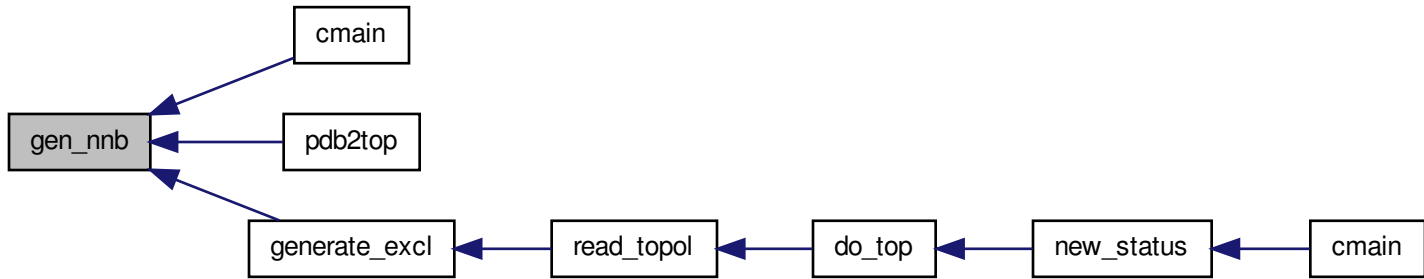 cmain
gen_nnb
pdb2top
generate_excl
read_topol
do_top
new_status
cmain